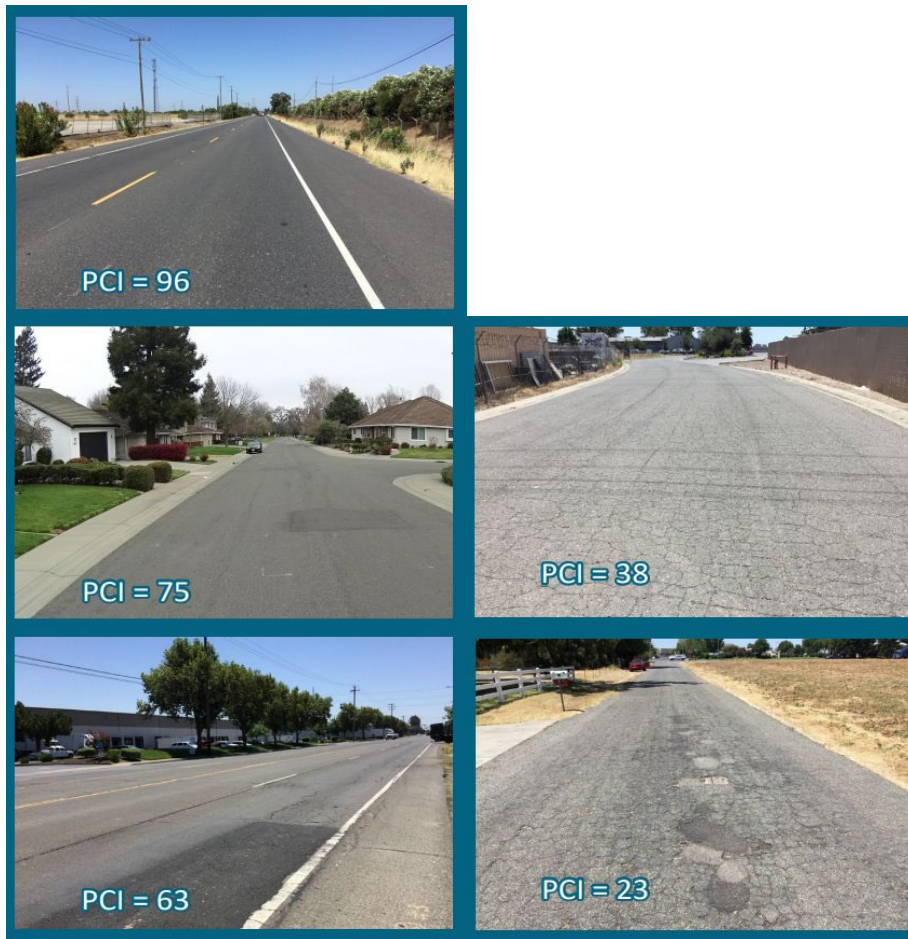 PCI = 96
PCI = 75
PCI = 38
PCI = 63
PCI = 23